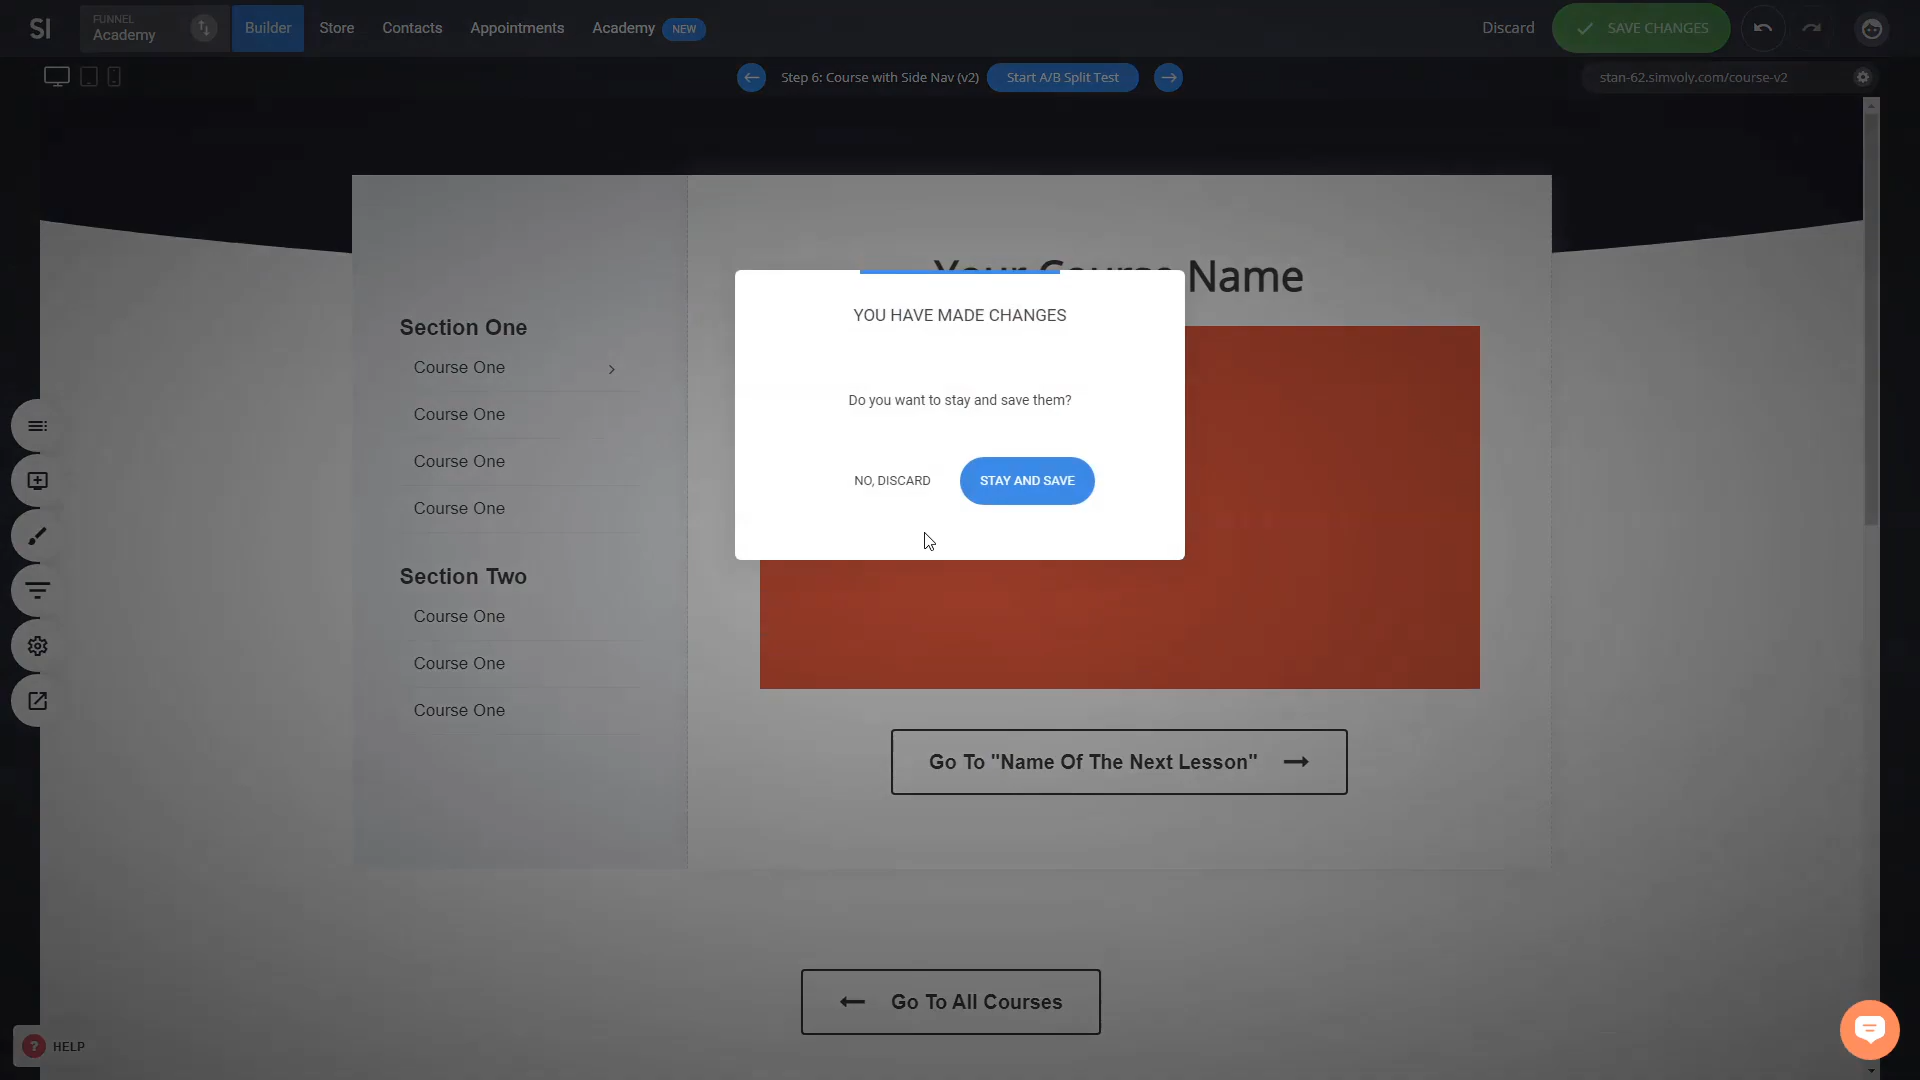 SI
FUNNEL
Academy
Builder
Store
Contacts
Appointments
Academy
NEW
Discard
SAVE CHANGES
Step 6: Course with Side Nav (v2)
Start A/B Split Test
stan-62.simvoly.com/course-v2
Your Course Name
YOU HAVE MADE CHANGES
Do you want to stay and save them?
NO, DISCARD
STAY AND SAVE
Section One
Course One
Course One
Course One
Course One
Section Two
Course One
Course One
Course One
Go To "Name Of The Next Lesson"
Go To All Courses
? HELP